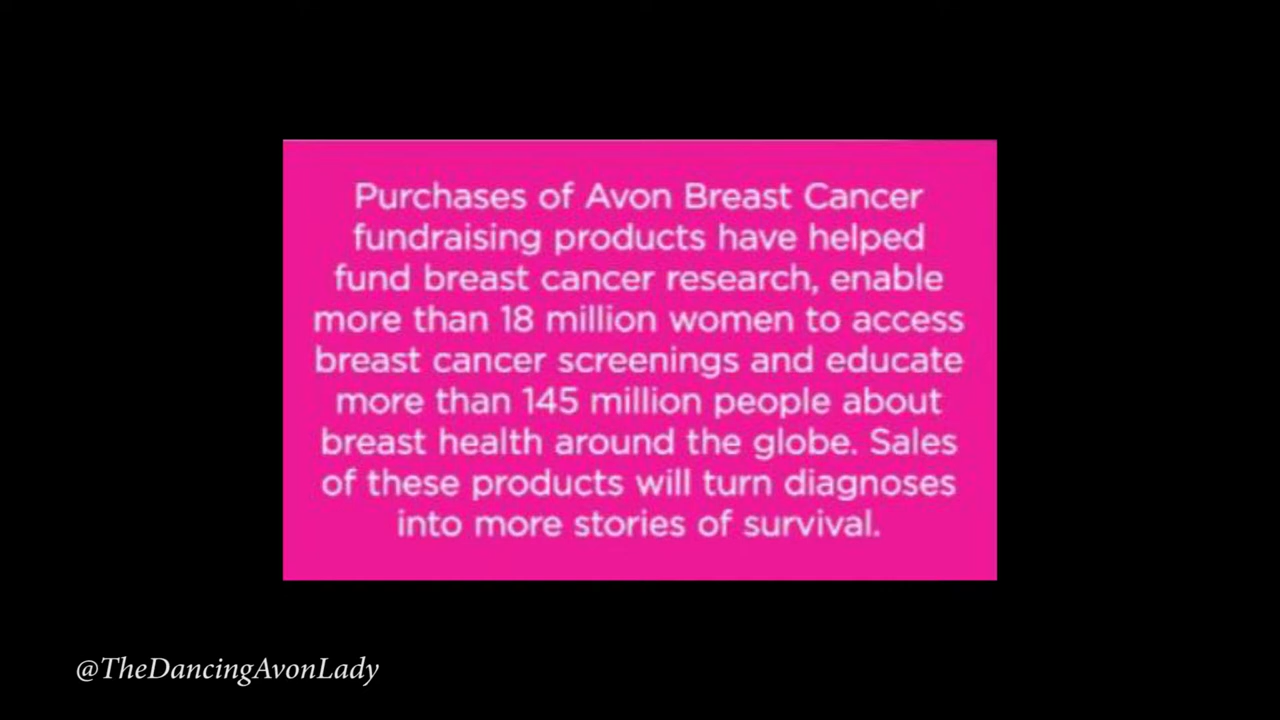 Purchases of Avon Breast Cancer
fundraising products have helped
fund breast cancer research, enable
more than 18 million women to access
breast cancer screenings and educate
more than 145 million people about
breast health around the globe. Sales
of these products will turn diagnoses
into more stories of survival.
@TheDancingAvonLady